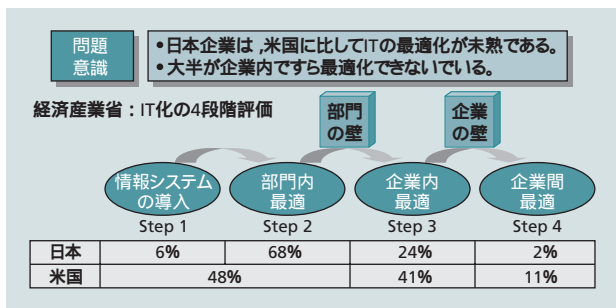 問題
意識
•日本企業は,米国に比してITの最適化が未熟である。
•大半が企業内ですら最適化できないでいる。
経済産業省：IT化の4段階評価
部門
の壁
企業
の壁
情報システム
の導入
部門内
最適
企業内
最適
企業間
最適
Step 1 Step 2 Step 3 Step 4
日本 6% 68% 24% 2%
米国 48% 41% 11%